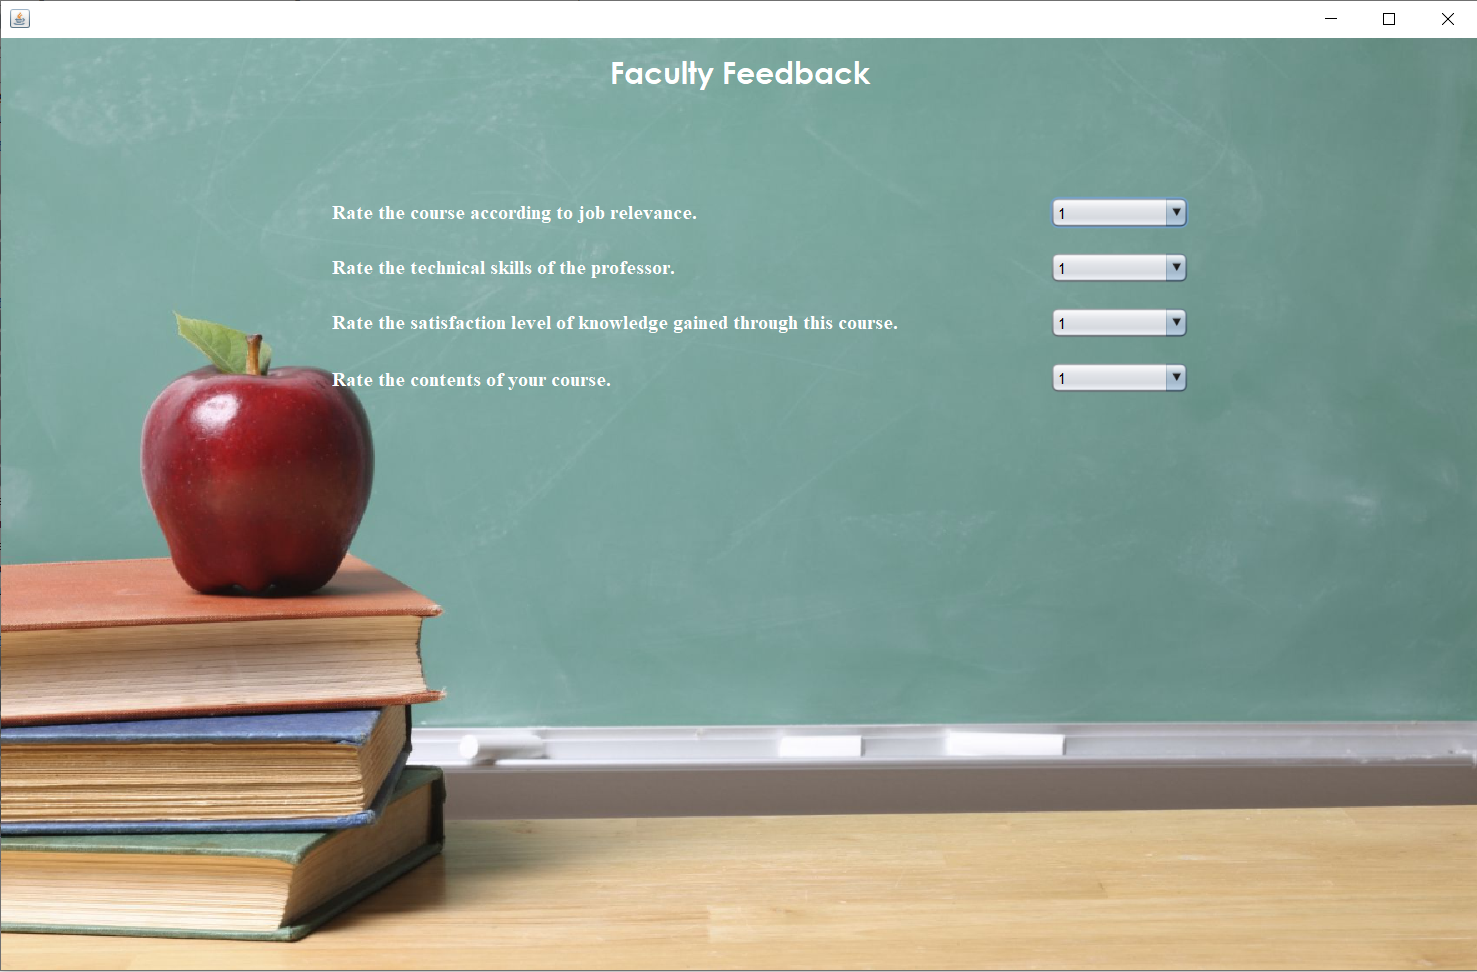 Faculty Feedback
Rate the course according to job relevance. 1
Rate the technical skills of the professor. 1
Rate the satisfaction level of knowledge gained through this course. 1
Rate the contents of your course. 1